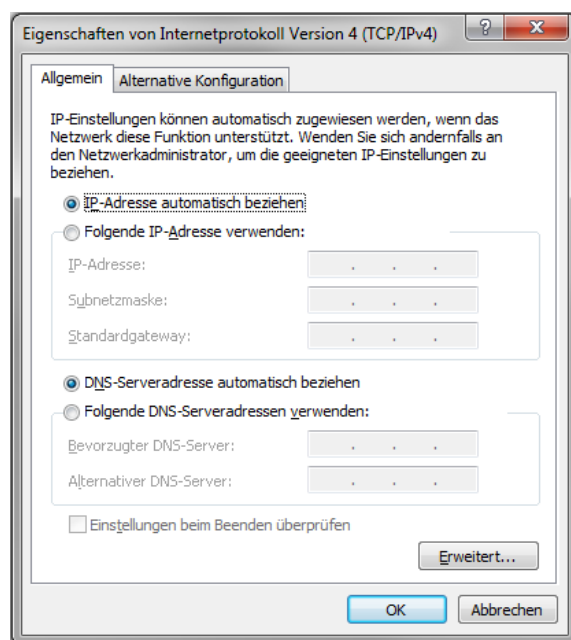 Eigenschaften von Internetprotokoll Version 4 (TCP/IPv4)
Allgemein
Alternative Konfiguration
IP-Einstellungen können automatisch zugewiesen werden, wenn das
Netzwerk diese Funktion unterstützt. Wenden Sie sich andernfalls an
den Netzwerkadministrator, um die geeigneten IP-Einstellungen zu
beziehen.
IP-Adresse automatisch beziehen
Folgende IP-Adresse verwenden:
IP-Adresse:
Subnetzmaske:
Standardgateway:
DNS-Serveradresse automatisch beziehen
Folgende DNS-Serveradressen verwenden:
Bevorzugter DNS-Server:
Alternativer DNS-Server:
Einstellungen beim Beenden überprüfen
Erweitert...
OK
Abbrechen